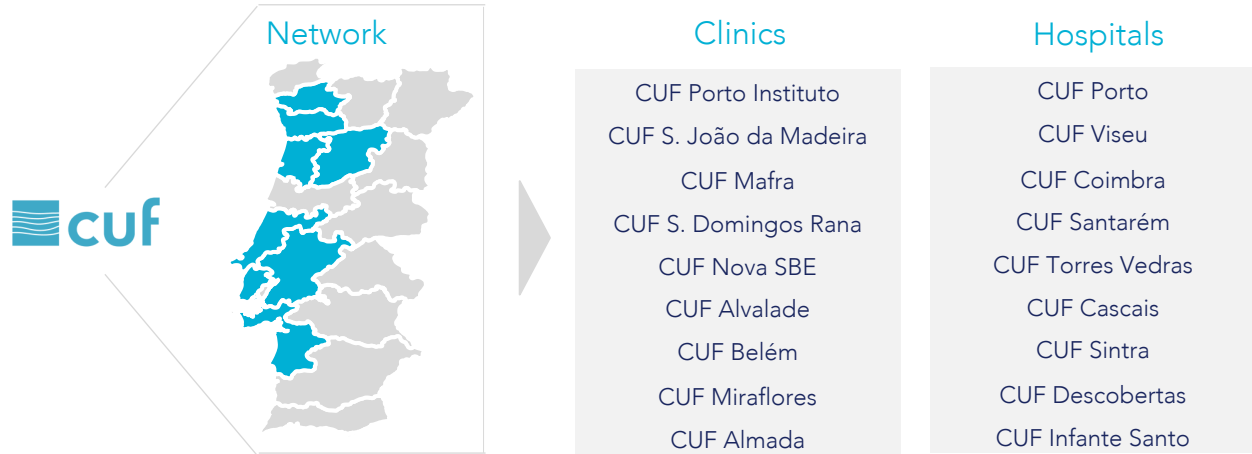 Network
cuf
Clinics
CUF Porto Instituto
CUF S. João da Madeira
CUF Mafra
CUF S. Domingos Rana
CUF Nova SBE
CUF Alvalade
CUF Belém
CUF Miraflores
CUF Almada
Hospitals
CUF Porto
CUF Viseu
CUF Coimbra
CUF Santarém
CUF Torres Vedras
CUF Cascais
CUF Sintra
CUF Descobertas
CUF Infante Santo